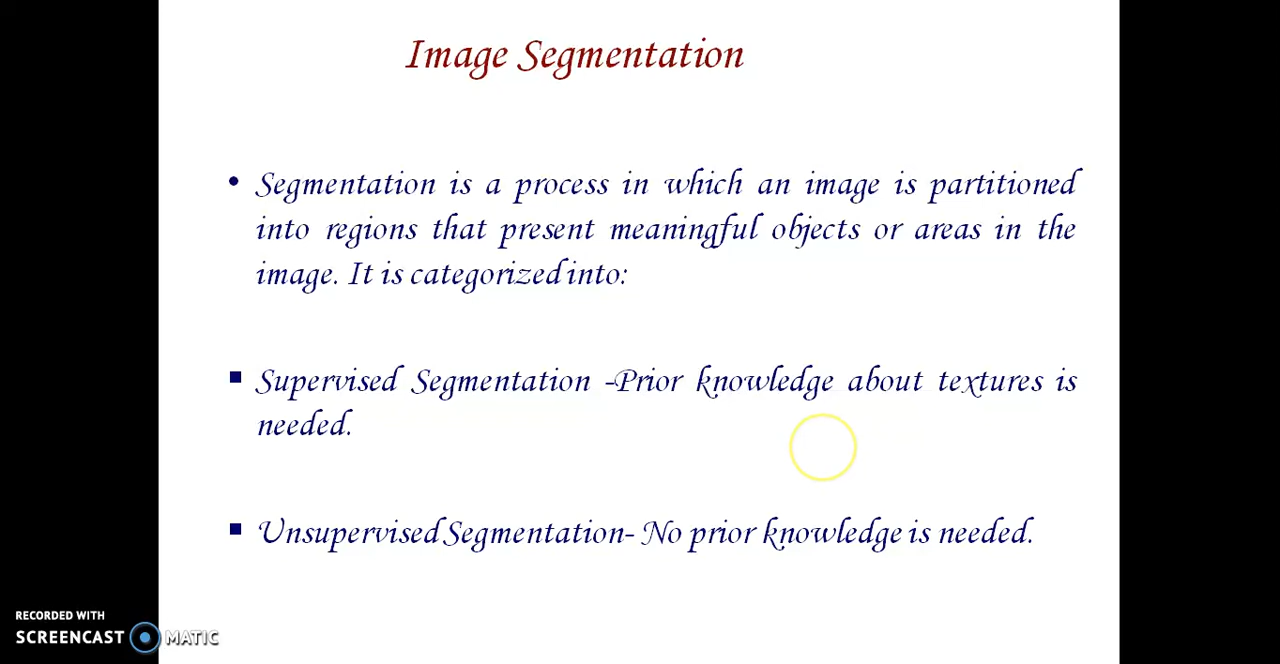 Image Segmentation
• Segmentation is a process in which an image is partitioned
into regions that present meaningful objects or areas in the
image. It is categorized into:
▪ Supervised Segmentation -Prior knowledge about textures is
needed.
▪ Unsupervised Segmentation- No prior knowledge is needed.
RECORDED WITH
SCREENCAST MATIC